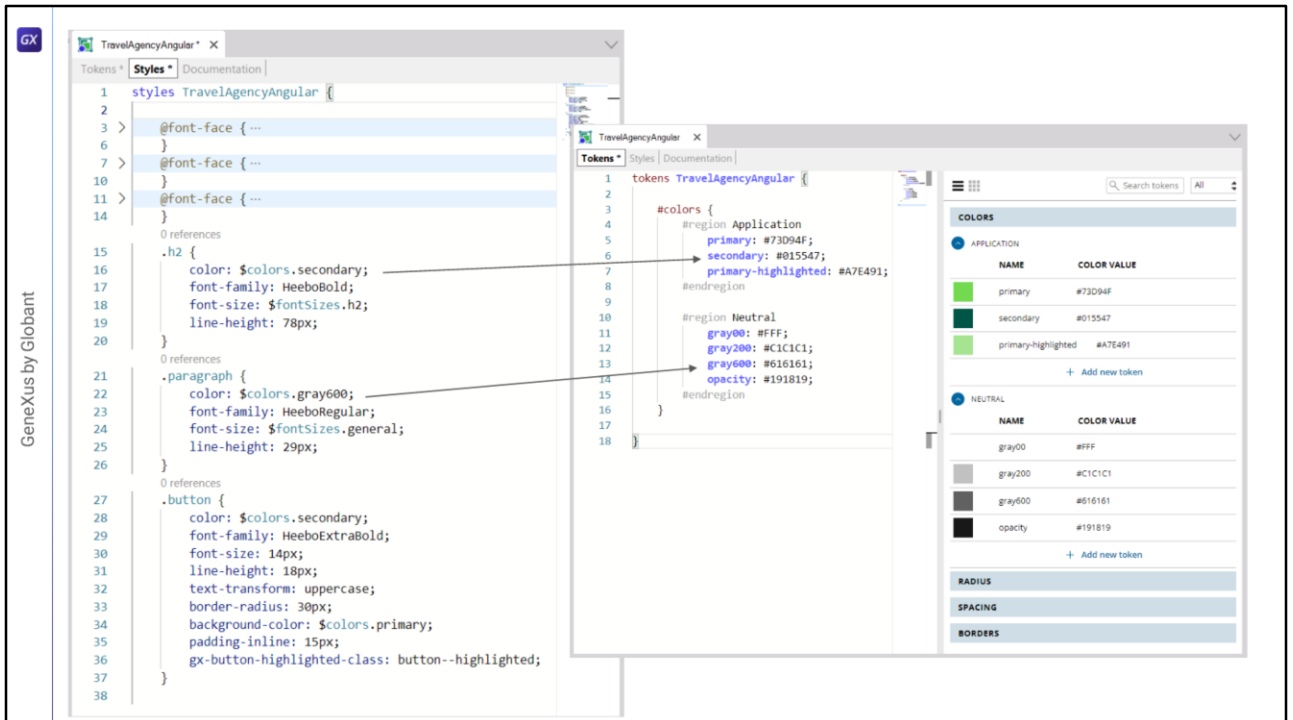 GX
GeneXus by Globant
TravelAgencyAngular* X
Tokens * Styles * Documentation
1 styles TravelAgencyAngular {
2
3 > @font-face { ...
6 }
7 > @font-face { ...
10 }
11 > @font-face { ...
14 }
0 references
15 .h2 {
16 color: $colors.secondary;
17 font-family: HeeboBold;
18 font-size: $fontSizes.h2;
19 line-height: 78px;
20 }
0 references
21 .paragraph {
22 color: $colors.gray600;
23 font-family: HeeboRegular;
24 font-size: $fontSizes.general;
25 line-height: 29px;
26 }
0 references
27 .button {
28 color: $colors.secondary;
29 font-family: HeeboExtraBold;
30 font-size: 14px;
31 line-height: 18px;
32 text-transform: uppercase;
33 border-radius: 30px;
34 background-color: $colors.primary;
35 padding-inline: 15px;
36 gx-button-highlighted-class: button--highlighted;
37 }
38
TravelAgencyAngular X
Tokens * Styles Documentation
1 tokens TravelAgencyAngular {
2
3 #colors {
4 #region Application
5 primary: #73D94F;
6 secondary: #015547;
7 primary-highlighted: #A7E491;
8 #endregion
9
10 #region Neutral
11 gray00: #FFF;
12 gray200: #C1C1C1;
13 gray600: #616161;
14 opacity: #191819;
15 #endregion
16 }
17
18 }
Search tokens All
COLORS
APPLICATION
NAME COLOR VALUE
primary #73D94F
secondary #015547
primary-highlighted #A7E491
+ Add new token
NEUTRAL
NAME COLOR VALUE
gray00 #FFF
gray200 #C1C1C1
gray600 #616161
opacity #191819
+ Add new token
RADIUS
SPACING
BORDERS